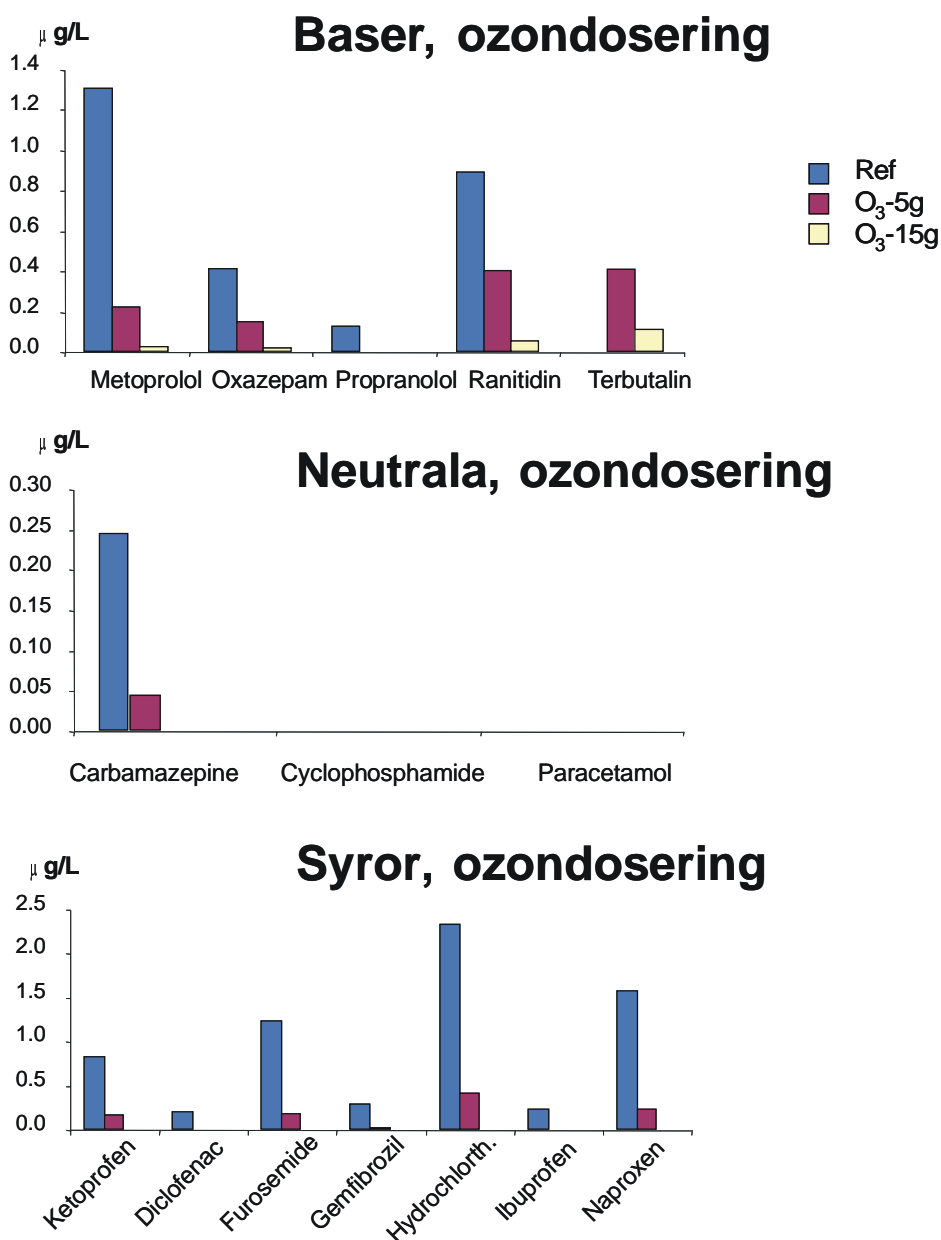 μ g/L
Baser, ozondosering
1.4
1.2
1.0
0.8
0.6
0.4
0.2
0.0
Ref
O₃-5g
O₃-15g
Metoprolol Oxazepam Propranolol Ranitidin Terbutalin
μ g/L
Neutrala, ozondosering
0.30
0.25
0.20
0.15
0.10
0.05
0.00
Carbamazepine Cyclophosphamide Paracetamol
μ g/L
Syror, ozondosering
2.5
2.0
1.5
1.0
0.5
0.0
Ketoprofen Diclofenac Furosemide Gemfibrozil Hydrochlorth. Ibuprofen Naproxen